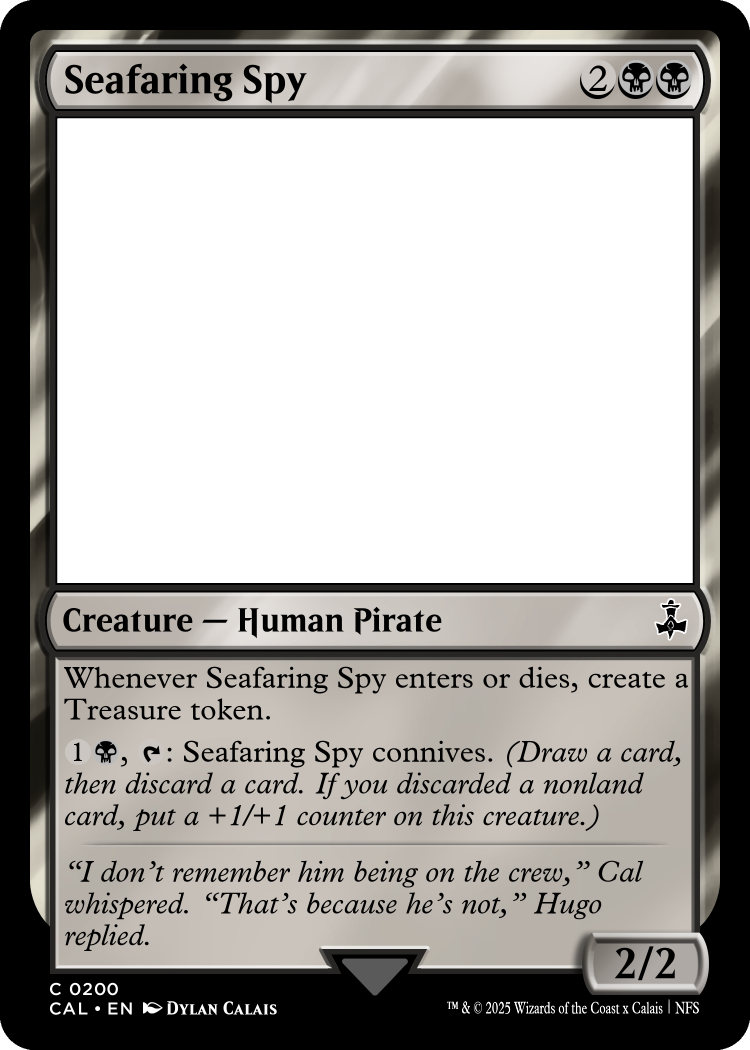 Seafaring Spy 2
Creature — Human Pirate
Whenever Seafaring Spy enters or dies, create a
Treasure token.
1 , : Seafaring Spy connives. (Draw a card,
then discard a card. If you discarded a nonland
card, put a +1/+1 counter on this creature.)
“I don’t remember him being on the crew,” Cal
whispered. “That’s because he’s not,” Hugo
replied.
2/2
C 0200
CAL • EN DYLAN CALAIS
™ & © 2025 Wizards of the Coast x Calais | NFS